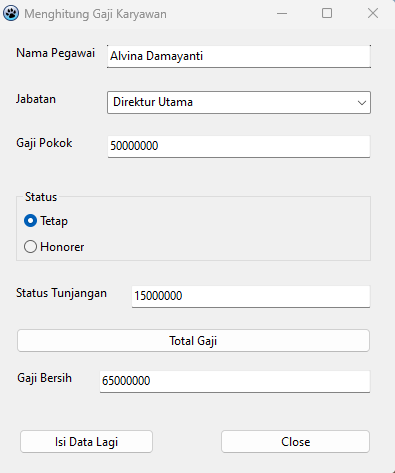 Menghitung Gaji Karyawan
Nama Pegawai Alvina Damayanti
Jabatan Direktur Utama
Gaji Pokok 50000000
Status
Tetap
Honorer
Status Tunjangan 15000000
Total Gaji
Gaji Bersih 65000000
Isi Data Lagi Close